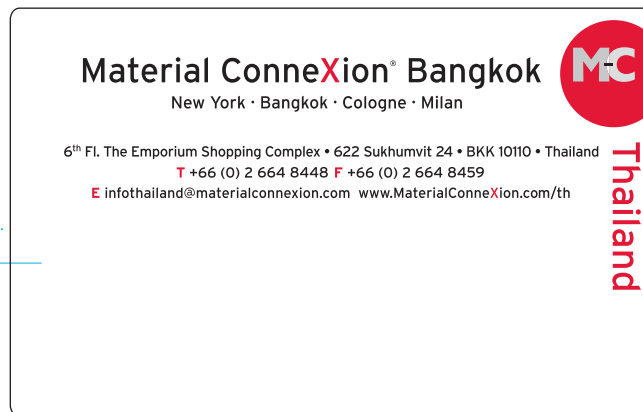 Material ConneXion® Bangkok
New York · Bangkok · Cologne · Milan
6th Fl. The Emporium Shopping Complex • 622 Sukhumvit 24 • BKK 10110 • Thailand
T +66 (0) 2 664 8448 F +66 (0) 2 664 8459
E infothailand@materialconnexion.com www.MaterialConneXion.com/th
MC
Thailand